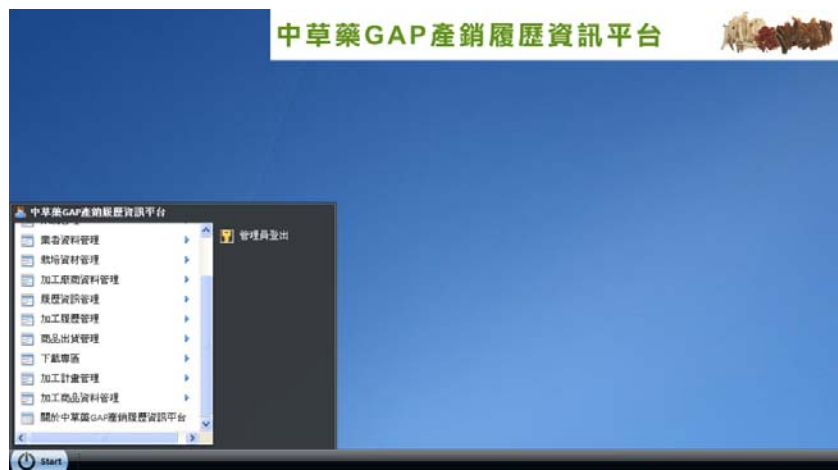 中草藥GAP產銷履歷資訊平台
中草藥GAP產銷履歷資訊平台
業者資料管理
管理員登出
栽培資材管理
加工廠商資料管理
履歷資訊管理
加工履歷管理
商品出貨管理
下載專區
加工計畫管理
加工商品資料管理
關於中草藥GAP產銷履歷資訊平台
Start